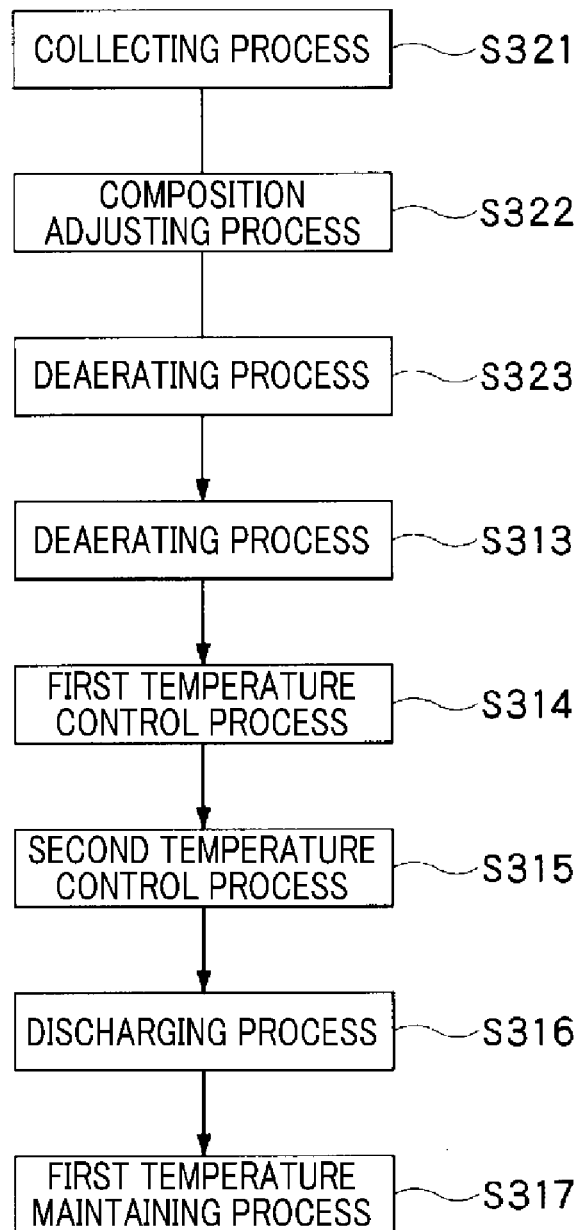 COLLECTING PROCESS S321
COMPOSITION
ADJUSTING PROCESS S322
DEAERATING PROCESS S323
DEAERATING PROCESS S313
FIRST TEMPERATURE
CONTROL PROCESS S314
SECOND TEMPERATURE
CONTROL PROCESS S315
DISCHARGING PROCESS S316
FIRST TEMPERATURE
MAINTAINING PROCESS S317